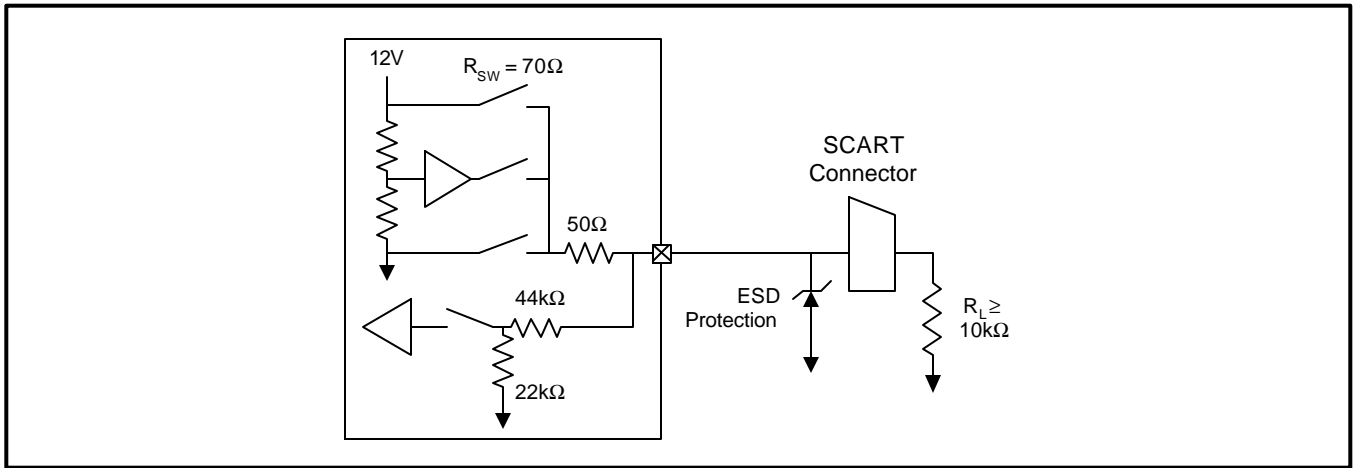 12V
R_SW = 70Ω
SCART
Connector
50Ω
44kΩ
ESD
Protection
R_L ≥
10kΩ
22kΩ